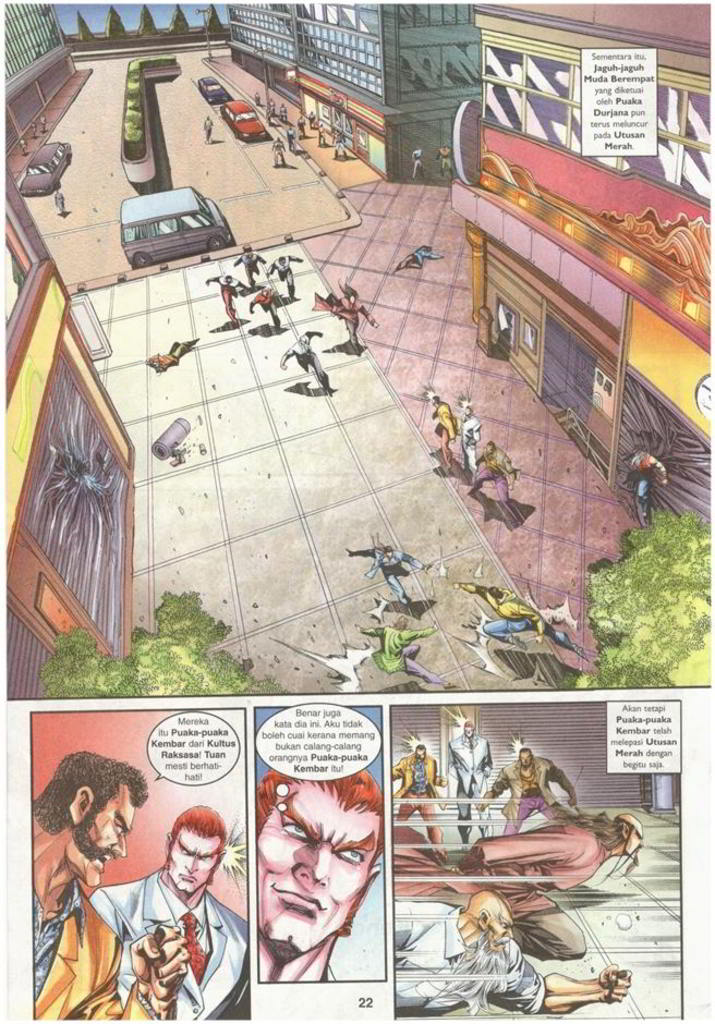 Sementara itu,
Jaguh-jaguh
Muda Berempat
yang diketuai
oleh Puaka
Durjana pun
terus meluncur
pada Utusan
Merah.
Mereka
itu Puaka-puaka
Kembar dari Kultus
Raksasa! Tuan
mesti berhati-
hati!
Benar juga
kata dia ini. Aku tidak
boleh cuai kerana memang
bukan calang-calang
orangnya Puaka-puaka
Kembar itu!
Akan tetapi
Puaka-puaka
Kembar telah
melepasi Utusan
Merah dengan
begitu saja.
22